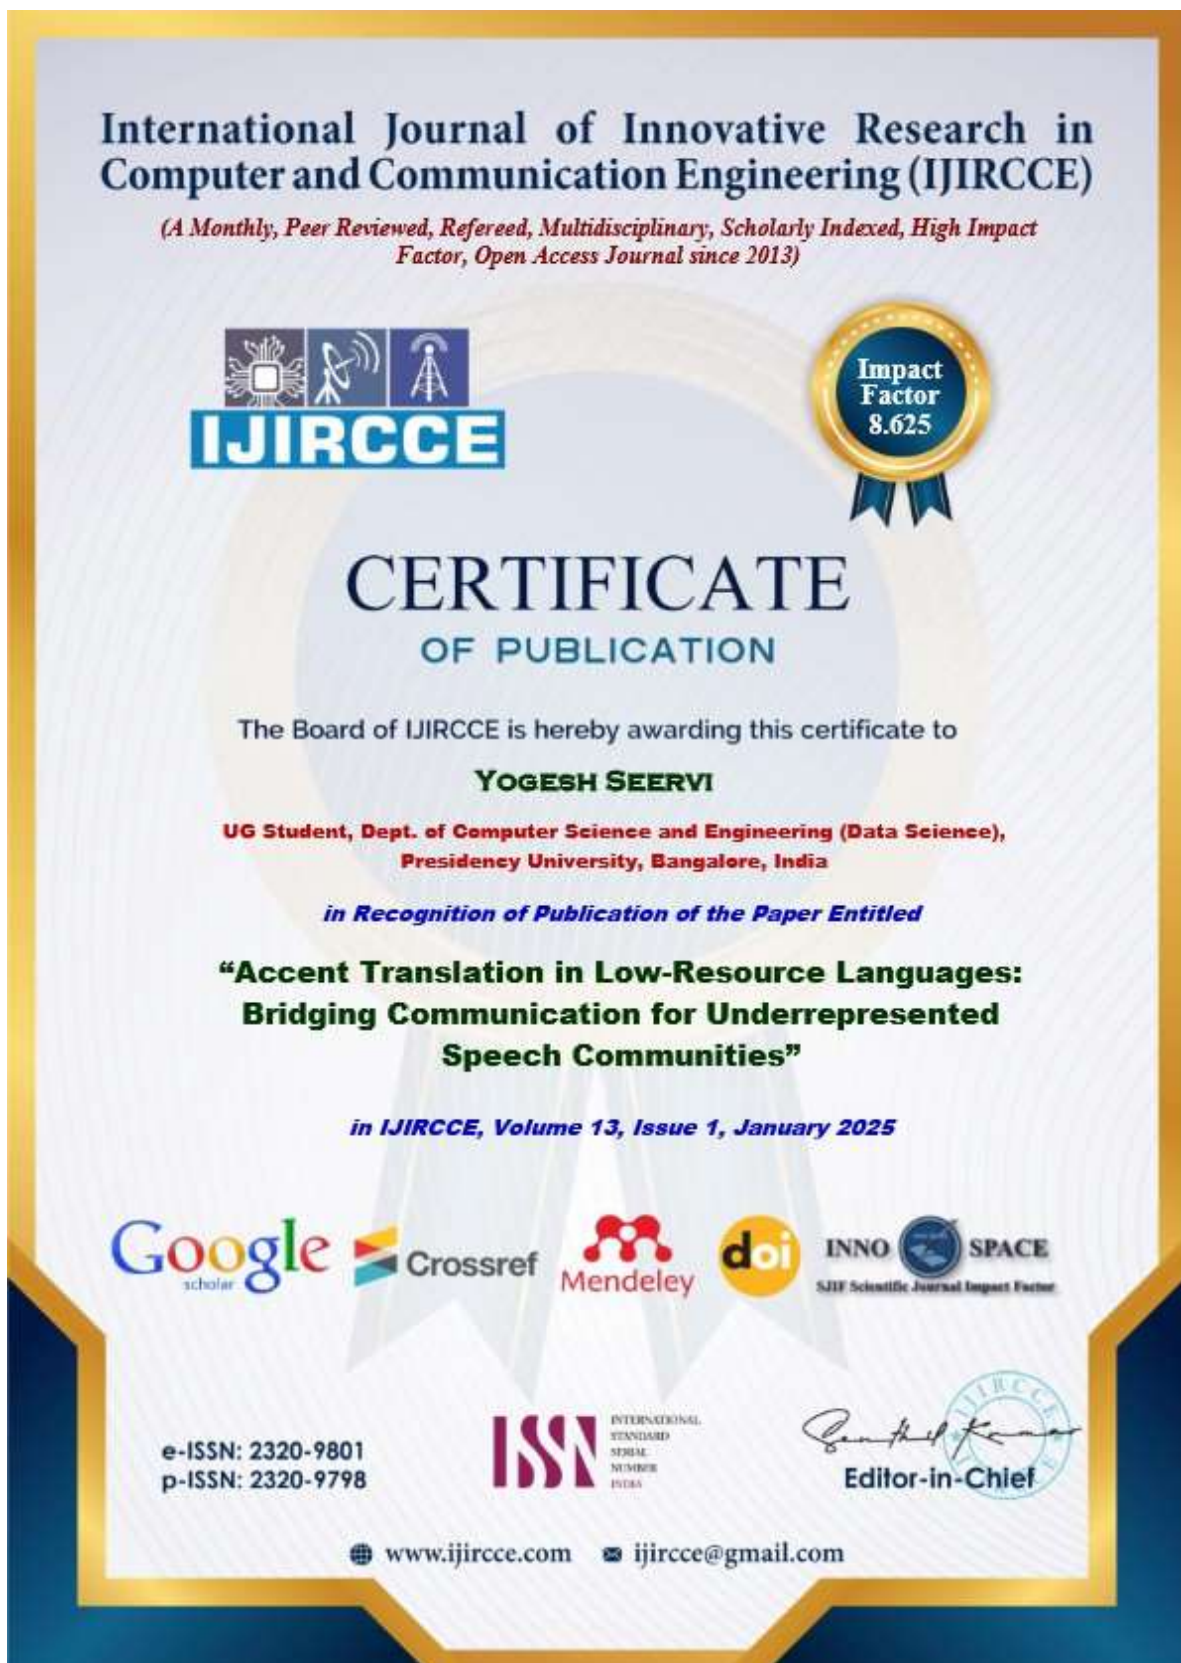 International Journal of Innovative Research in
Computer and Communication Engineering (IJIRCCE)
(A Monthly, Peer Reviewed, Refereed, Multidisciplinary, Scholarly Indexed, High Impact
Factor, Open Access Journal since 2013)
IJIRCCE
Impact
Factor
8.625
CERTIFICATE
OF PUBLICATION
The Board of IJIRCCE is hereby awarding this certificate to
YOGESH SEERVI
UG Student, Dept. of Computer Science and Engineering (Data Science),
Presidency University, Bangalore, India
in Recognition of Publication of the Paper Entitled
“Accent Translation in Low-Resource Languages:
Bridging Communication for Underrepresented
Speech Communities”
in IJIRCCE, Volume 13, Issue 1, January 2025
Google
scholar
Crossref
Mendeley
doi
INNO SPACE
SJIF Scientific Journal Impact Factor
e-ISSN: 2320-9801
p-ISSN: 2320-9798
ISSN
INTERNATIONAL
STANDARD
SERIAL
NUMBER
INDIA
IJIRCCE
Senthil Kumar
Editor-in-Chief
www.ijircce.com ijircce@gmail.com